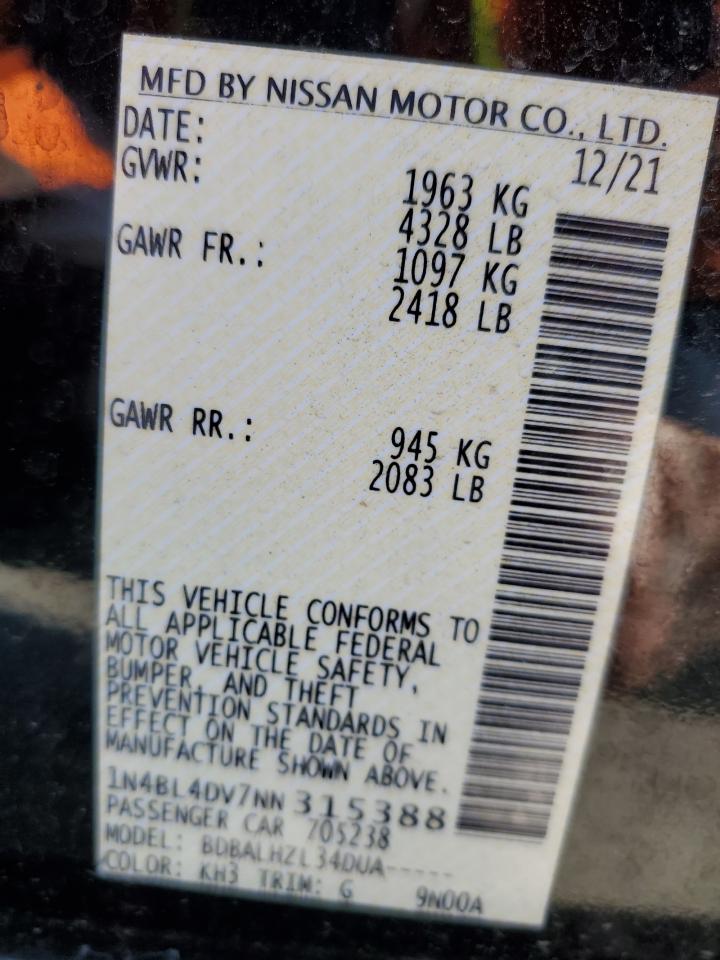 MFD BY NISSAN MOTOR CO., LTD.
DATE: 12/21
GVWR: 1963 KG
4328 LB
GAWR FR.: 1097 KG
2418 LB
GAWR RR.: 945 KG
2083 LB
THIS VEHICLE CONFORMS TO
ALL APPLICABLE FEDERAL
MOTOR VEHICLE SAFETY,
BUMPER, AND THEFT
PREVENTION STANDARDS IN
EFFECT ON THE DATE OF
MANUFACTURE SHOWN ABOVE.
1N4BL4DV7NN315388
PASSENGER CAR 705238
MODEL: BDBALHZL34DUA-----
COLOR: KH3 TRIM: G 9N00A